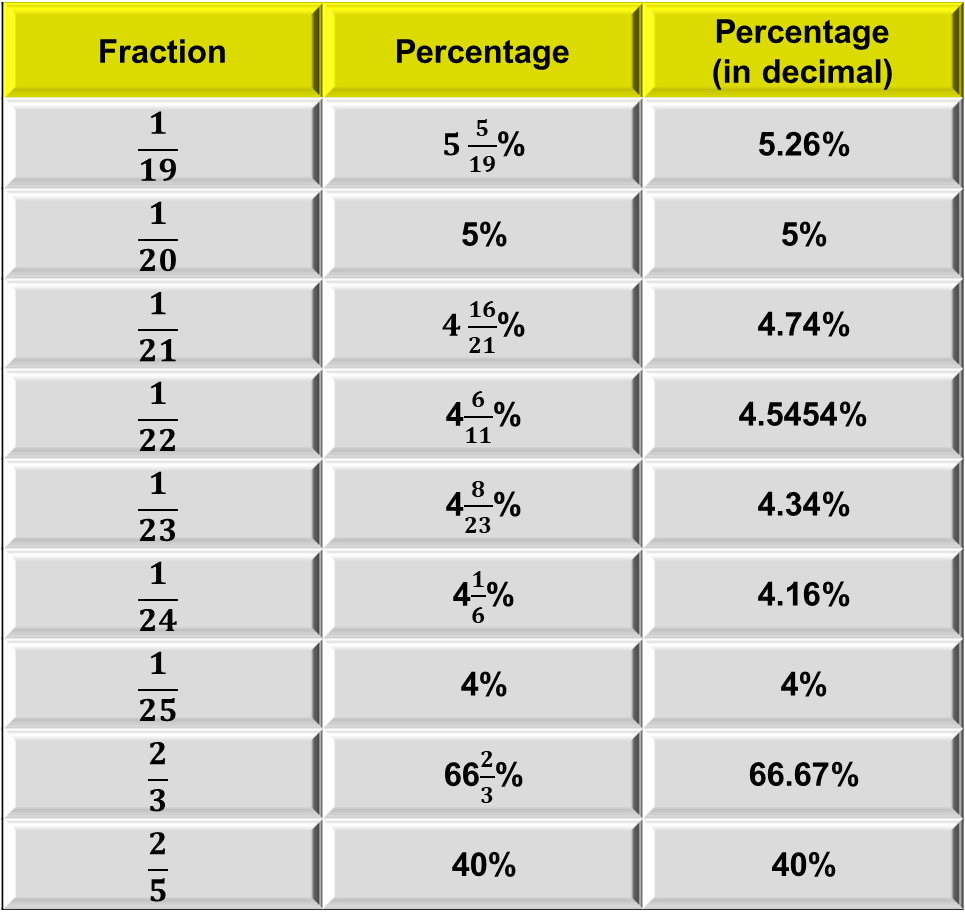 Fraction Percentage Percentage (in decimal)
1/19 5 5/19% 5.26%
1/20 5% 5%
1/21 4 16/21% 4.74%
1/22 4 6/11% 4.5454%
1/23 4 8/23% 4.34%
1/24 4 1/6% 4.16%
1/25 4% 4%
2/3 66 2/3% 66.67%
2/5 40% 40%